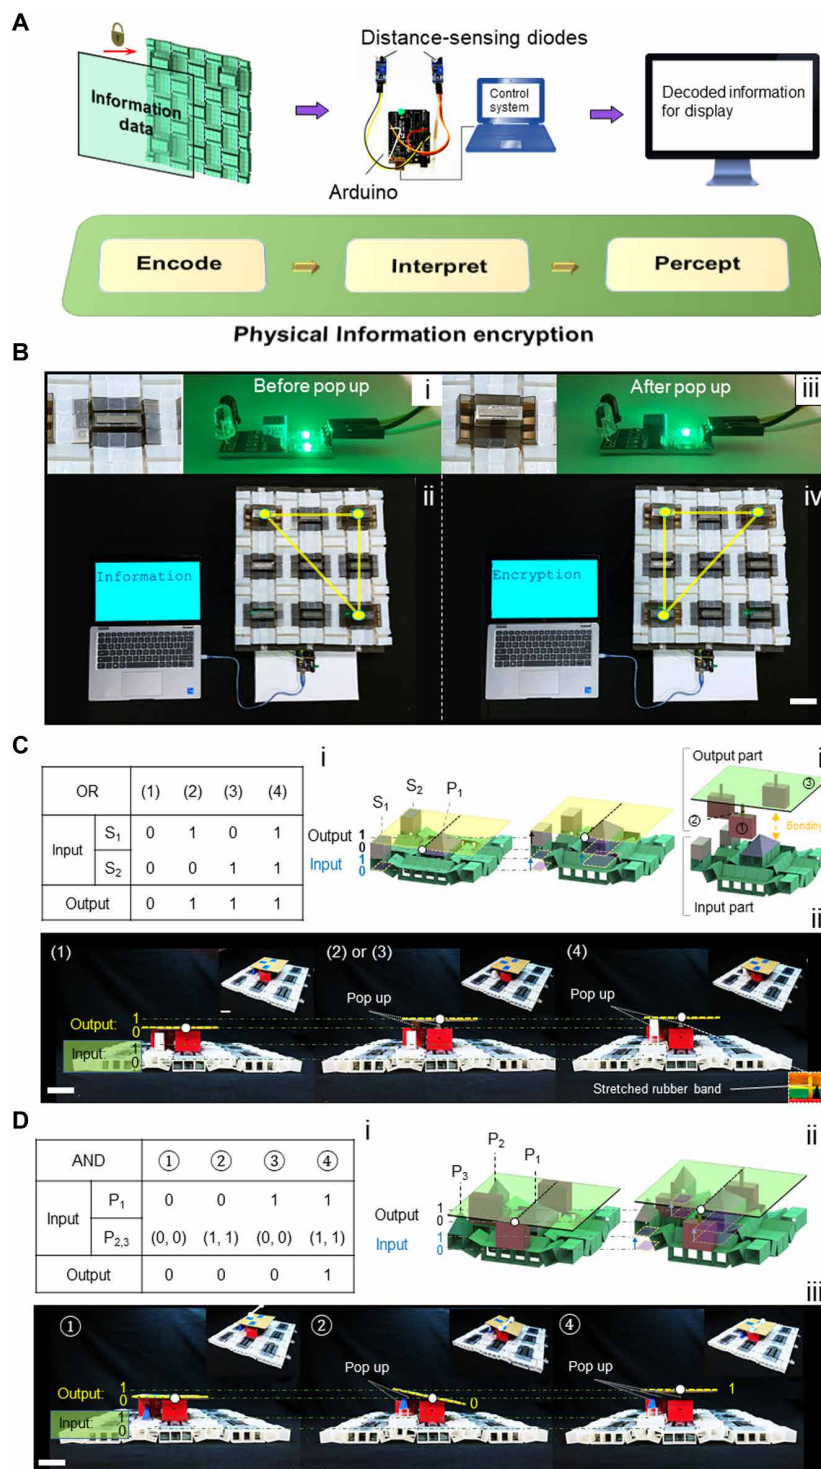 A
Information
data
Distance-sensing diodes
Control
system
Arduino
Decoded information
for display
Encode
Interpret
Percept
Physical Information encryption
B
Before pop up
i
After pop up
iii
ii
Information
iv
Encryption
C
OR (1) (2) (3) (4)
Input S1 0 1 0 1
S2 0 0 1 1
Output 0 1 1 1
i
S1 S2 P1
Output 1
0
Input 1
0
i
Output part
③
②
①
Bonding
Input part
ii
(1)
(2) or (3)
(4)
Pop up
Pop up
Output: 1
0
Input: 1
0
Stretched rubber band
D
AND ① ② ③ ④
Input P1 0 0 1 1
P2,3 (0, 0) (1, 1) (0, 0) (1, 1)
Output 0 0 0 1
i
P3 P2 P1
Output 1
0
Input 1
0
ii
iii
①
②
④
Pop up
Pop up
Output: 1
0
0
1
Input: 1
0